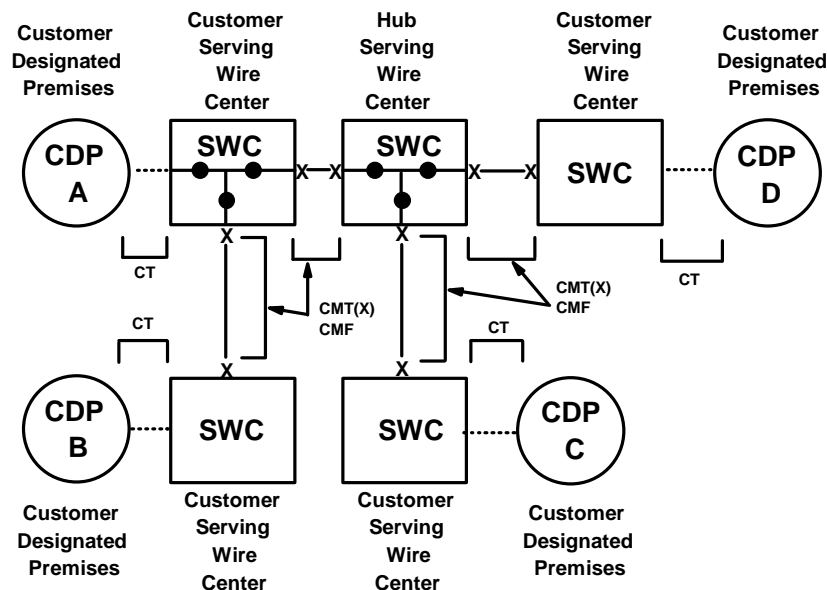 Customer
Designated
Premises
Customer
Serving
Wire
Center
Hub
Serving
Wire
Center
Customer
Serving
Wire
Center
Customer
Designated
Premises
CDP
A
SWC
X
X
SWC
X
X
SWC
CDP
D
X
X
CT
CMT(X)
CMF
CMT(X)
CMF
CT
CT
CT
X
X
CDP
B
SWC
SWC
CDP
C
Customer
Designated
Premises
Customer
Serving
Wire
Center
Customer
Serving
Wire
Center
Customer
Designated
Premises